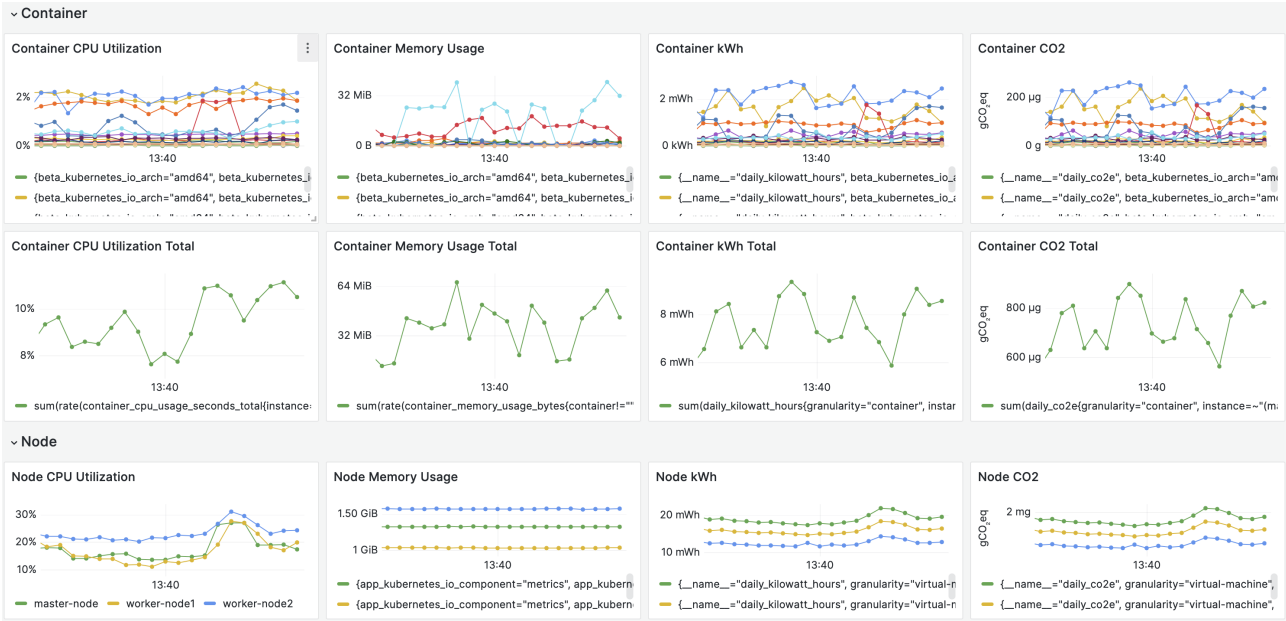 Container
Container CPU Utilization
2%
0%
13:40
{beta_kubernetes_io_arch="amd64", beta_kubernetes_i
{beta_kubernetes_io_arch="amd64", beta_kubernetes_i
Container Memory Usage
32 MiB
0 B
13:40
{beta_kubernetes_io_arch="amd64", beta_kubernetes_i
{beta_kubernetes_io_arch="amd64", beta_kubernetes_i
Container kWh
2 mWh
0 kWh
13:40
{__name__="daily_kilowatt_hours", beta_kubernetes_io_a
{__name__="daily_kilowatt_hours", beta_kubernetes_io_a
Container CO2
gCO₂eq
200 µg
0 g
13:40
{__name__="daily_co2e", beta_kubernetes_io_arch="am
{__name__="daily_co2e", beta_kubernetes_io_arch="am
Container CPU Utilization Total
10%
8%
13:40
sum(rate(container_cpu_usage_seconds_total{instance=
Container Memory Usage Total
64 MiB
32 MiB
13:40
sum(rate(container_memory_usage_bytes{container!=""
Container kWh Total
8 mWh
6 mWh
13:40
sum(daily_kilowatt_hours{granularity="container", instan
Container CO2 Total
gCO₂eq
800 µg
600 µg
13:40
sum(daily_co2e{granularity="container", instance=~"(ma
Node
Node CPU Utilization
30%
20%
10%
13:40
master-node worker-node1 worker-node2
Node Memory Usage
1.50 GiB
1 GiB
13:40
{app_kubernetes_io_component="metrics", app_kubern
{app_kubernetes_io_component="metrics", app_kubern
Node kWh
20 mWh
10 mWh
13:40
{__name__="daily_kilowatt_hours", granularity="virtual-m
{__name__="daily_kilowatt_hours", granularity="virtual-m
Node CO2
gCO₂eq
2 mg
13:40
{__name__="daily_co2e", granularity="virtual-machine",
{__name__="daily_co2e", granularity="virtual-machine",